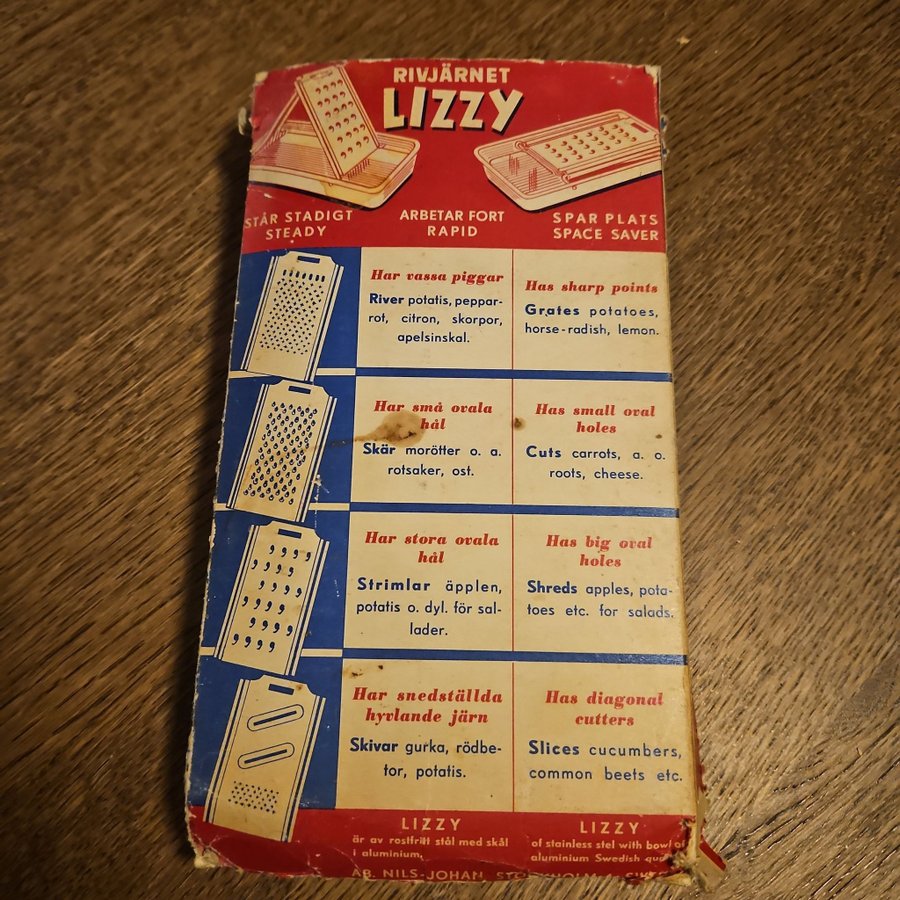 RIVJÄRNET
LIZZY
STÅR STADIGT
STEADY
ARBETAR FORT
RAPID
SPAR PLATS
SPACE SAVER
Har vassa piggar
River potatis, peppar-
rot, citron, skorpor,
apelsinskal.
Has sharp points
Grates potatoes,
horse-radish, lemon.
Har små ovala
hål
Skär morötter o. a.
rotsaker, ost.
Has small oval
holes
Cuts carrots, a. o.
roots, cheese.
Har stora ovala
hål
Strimlar äpplen,
potatis o. dyl. för sal-
lader.
Has big oval
holes
Shreds apples, pota-
toes etc. for salads.
Har snedställda
hyvlande järn
Skivar gurka, rödbe-
tor, potatis.
Has diagonal
cutters
Slices cucumbers,
common beets etc.
LIZZY
är av rostfritt stål med skål
i aluminium.
LIZZY
of stainless stel with bowl of
aluminium Swedish
AB. NILS-JOHAN,